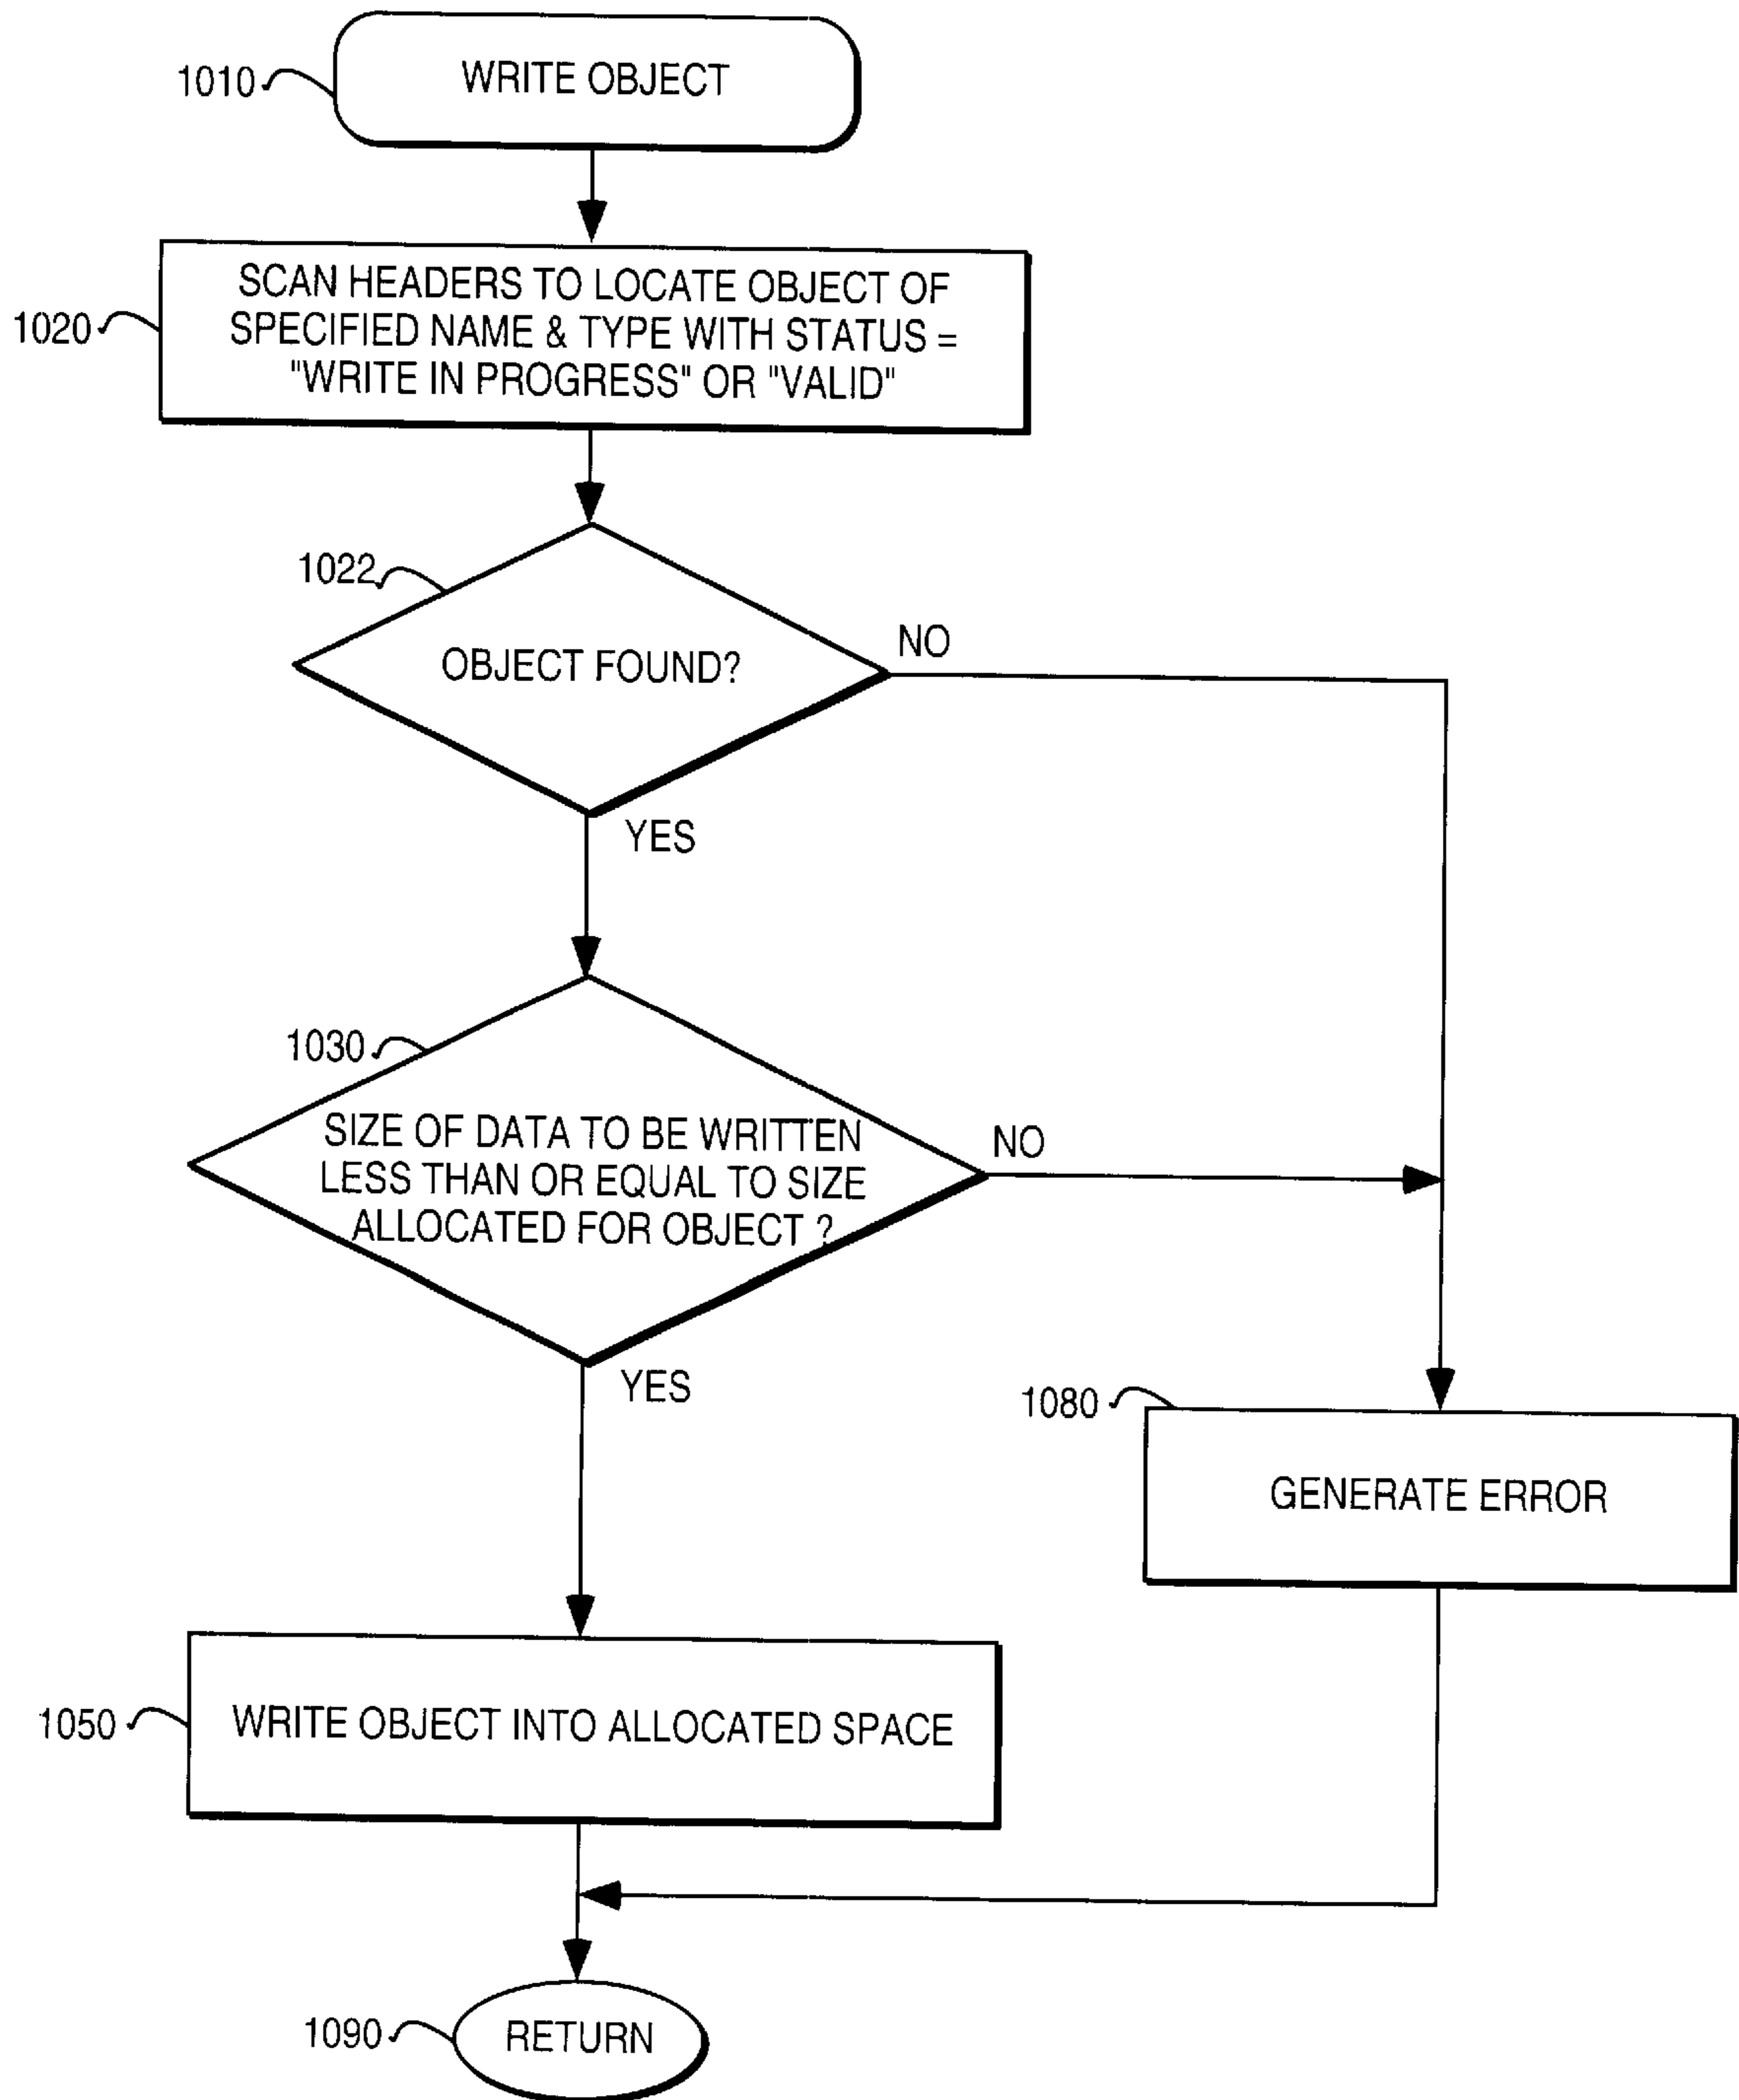 1010
WRITE OBJECT
1020
SCAN HEADERS TO LOCATE OBJECT OF
SPECIFIED NAME & TYPE WITH STATUS =
"WRITE IN PROGRESS" OR "VALID"
1022
OBJECT FOUND?
NO
YES
1030
SIZE OF DATA TO BE WRITTEN
LESS THAN OR EQUAL TO SIZE
ALLOCATED FOR OBJECT ?
NO
YES
1080
GENERATE ERROR
1050
WRITE OBJECT INTO ALLOCATED SPACE
1090
RETURN